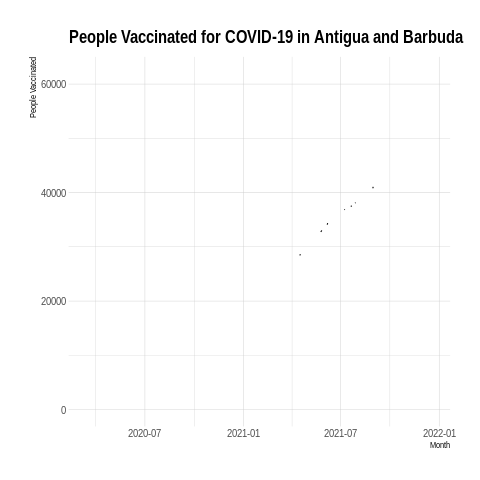 People Vaccinated for COVID-19 in Antigua and Barbuda
People Vaccinated
60000
40000
20000
0
2020-07 2021-01 2021-07 2022-01
Month